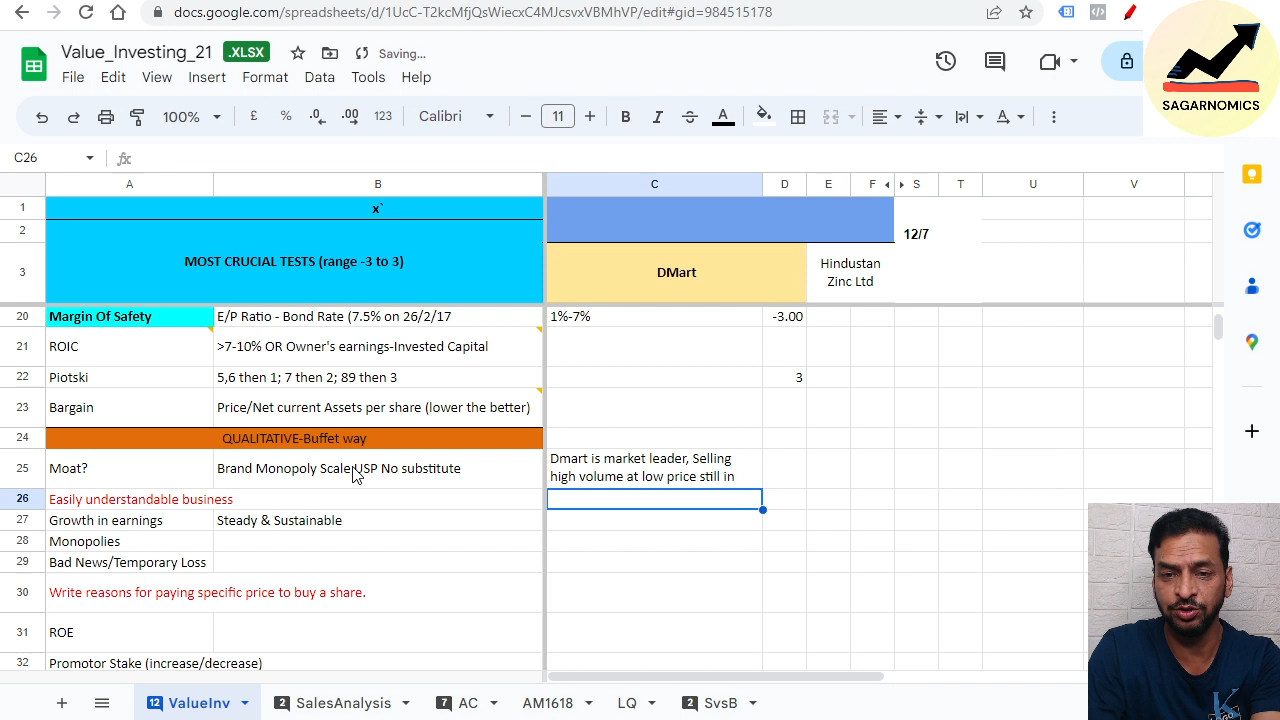 docs.google.com/spreadsheets/d/1UcC-T2kcMfjQsWiecxC4MJcsvxVBMhVP/edit#gid=984515178
Value_Investing_21 .XLSX Saving...
File Edit View Insert Format Data Tools Help
SAGARNOMICS
100% £ % .0 .00 123 Calibri 11 B I A
C26 fx
A B C D E F S T U V
1 x`
2 12/7
3 MOST CRUCIAL TESTS (range -3 to 3) DMart Hindustan
Zinc Ltd
20 Margin Of Safety E/P Ratio - Bond Rate (7.5% on 26/2/17 1%-7% -3.00
21 ROIC >7-10% OR Owner's earnings-Invested Capital
22 Piotski 5,6 then 1; 7 then 2; 89 then 3 3
23 Bargain Price/Net current Assets per share (lower the better)
24 QUALITATIVE-Buffet way
25 Moat? Brand Monopoly Scale USP No substitute Dmart is market leader, Selling
high volume at low price still in
26 Easily understandable business
27 Growth in earnings Steady & Sustainable
28 Monopolies
29 Bad News/Temporary Loss
30 Write reasons for paying specific price to buy a share.
31 ROE
32 Promotor Stake (increase/decrease)
12 ValueInv 2 SalesAnalysis 7 AC AM1618 LQ 2 SvsB